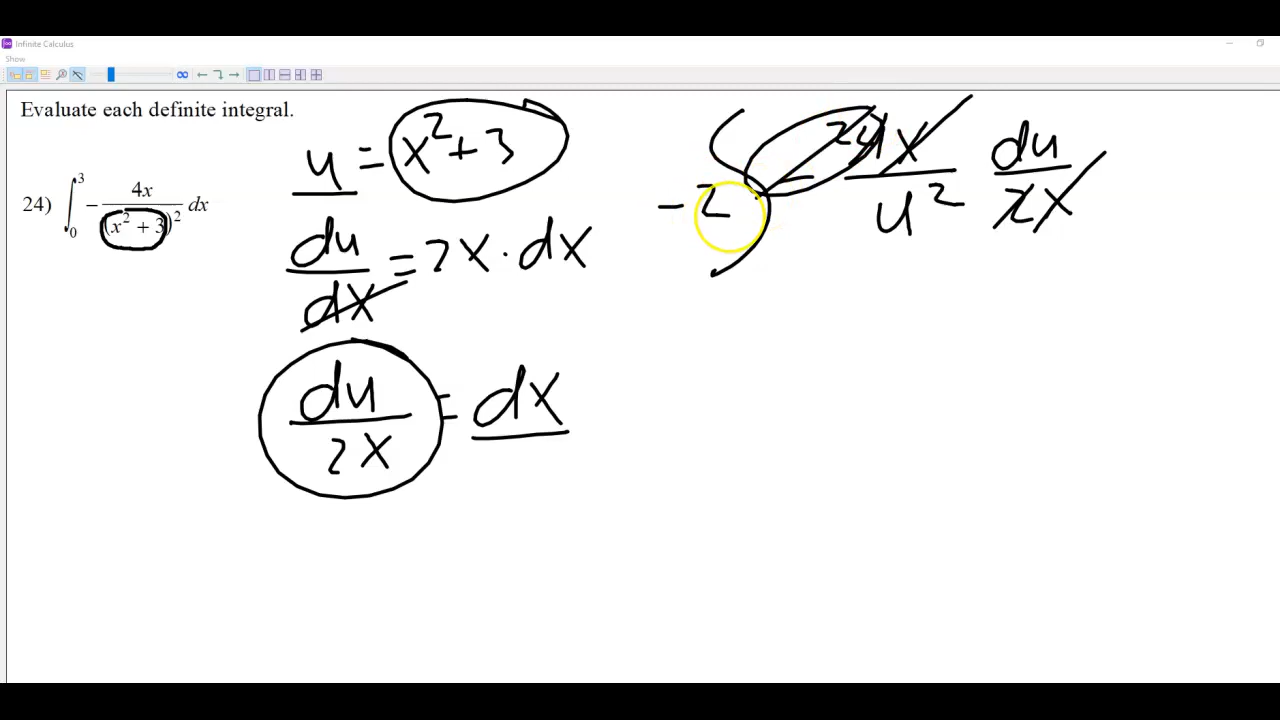 Infinite Calculus
Show
Evaluate each definite integral.
24) ∫₀³ − 4x/(x² + 3)² dx
u = x² + 3
du/dx = 2x · dx
du/2x = dx
-2 ∫ - 2 4x/u² du/2x